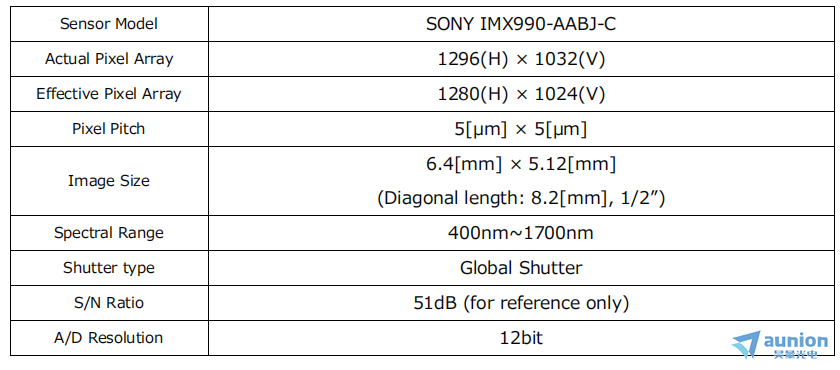 Sensor Model SONY IMX990-AABJ-C
Actual Pixel Array 1296(H) × 1032(V)
Effective Pixel Array 1280(H) × 1024(V)
Pixel Pitch 5[μm] × 5[μm]
Image Size 6.4[mm] × 5.12[mm]
(Diagonal length: 8.2[mm], 1/2”)
Spectral Range 400nm~1700nm
Shutter type Global Shutter
S/N Ratio 51dB (for reference only)
A/D Resolution 12bit
aunion